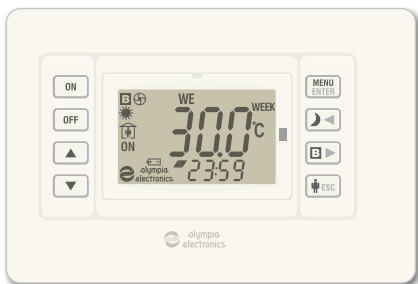 ON
OFF
B
WE
WEEK
30.0°C
ON
olympia
electronics
23:59
MENU
ENTER
B
ESC
olympia
electronics